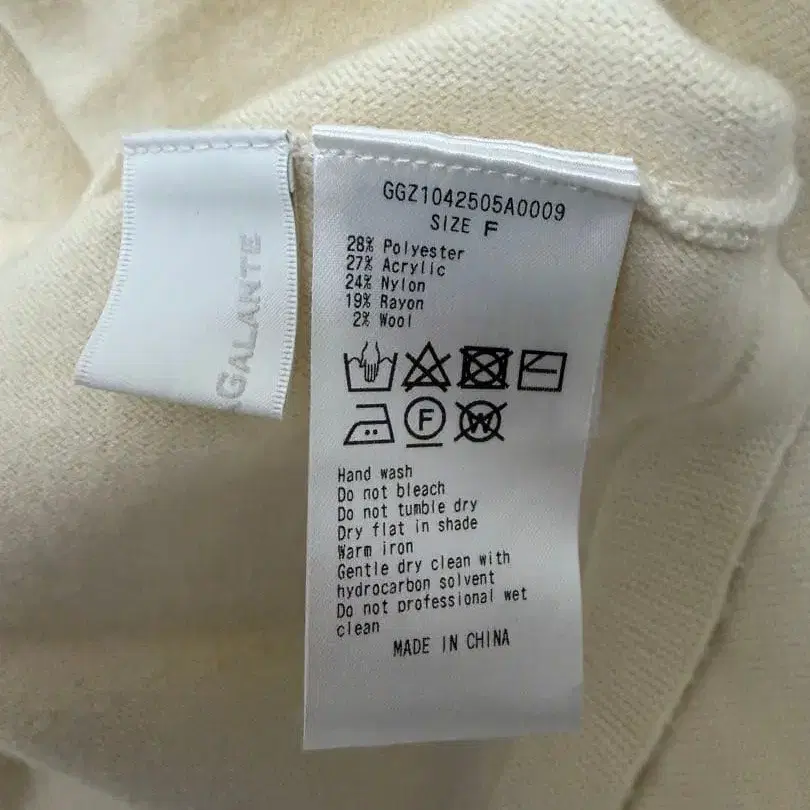 GALANTE
GGZ1042505A0009
SIZE F
28% Polyester
27% Acrylic
24% Nylon
19% Rayon
2% Wool
F
W
Hand wash
Do not bleach
Do not tumble dry
Dry flat in shade
Warm iron
Gentle dry clean with
hydrocarbon solvent
Do not professional wet
clean
MADE IN CHINA